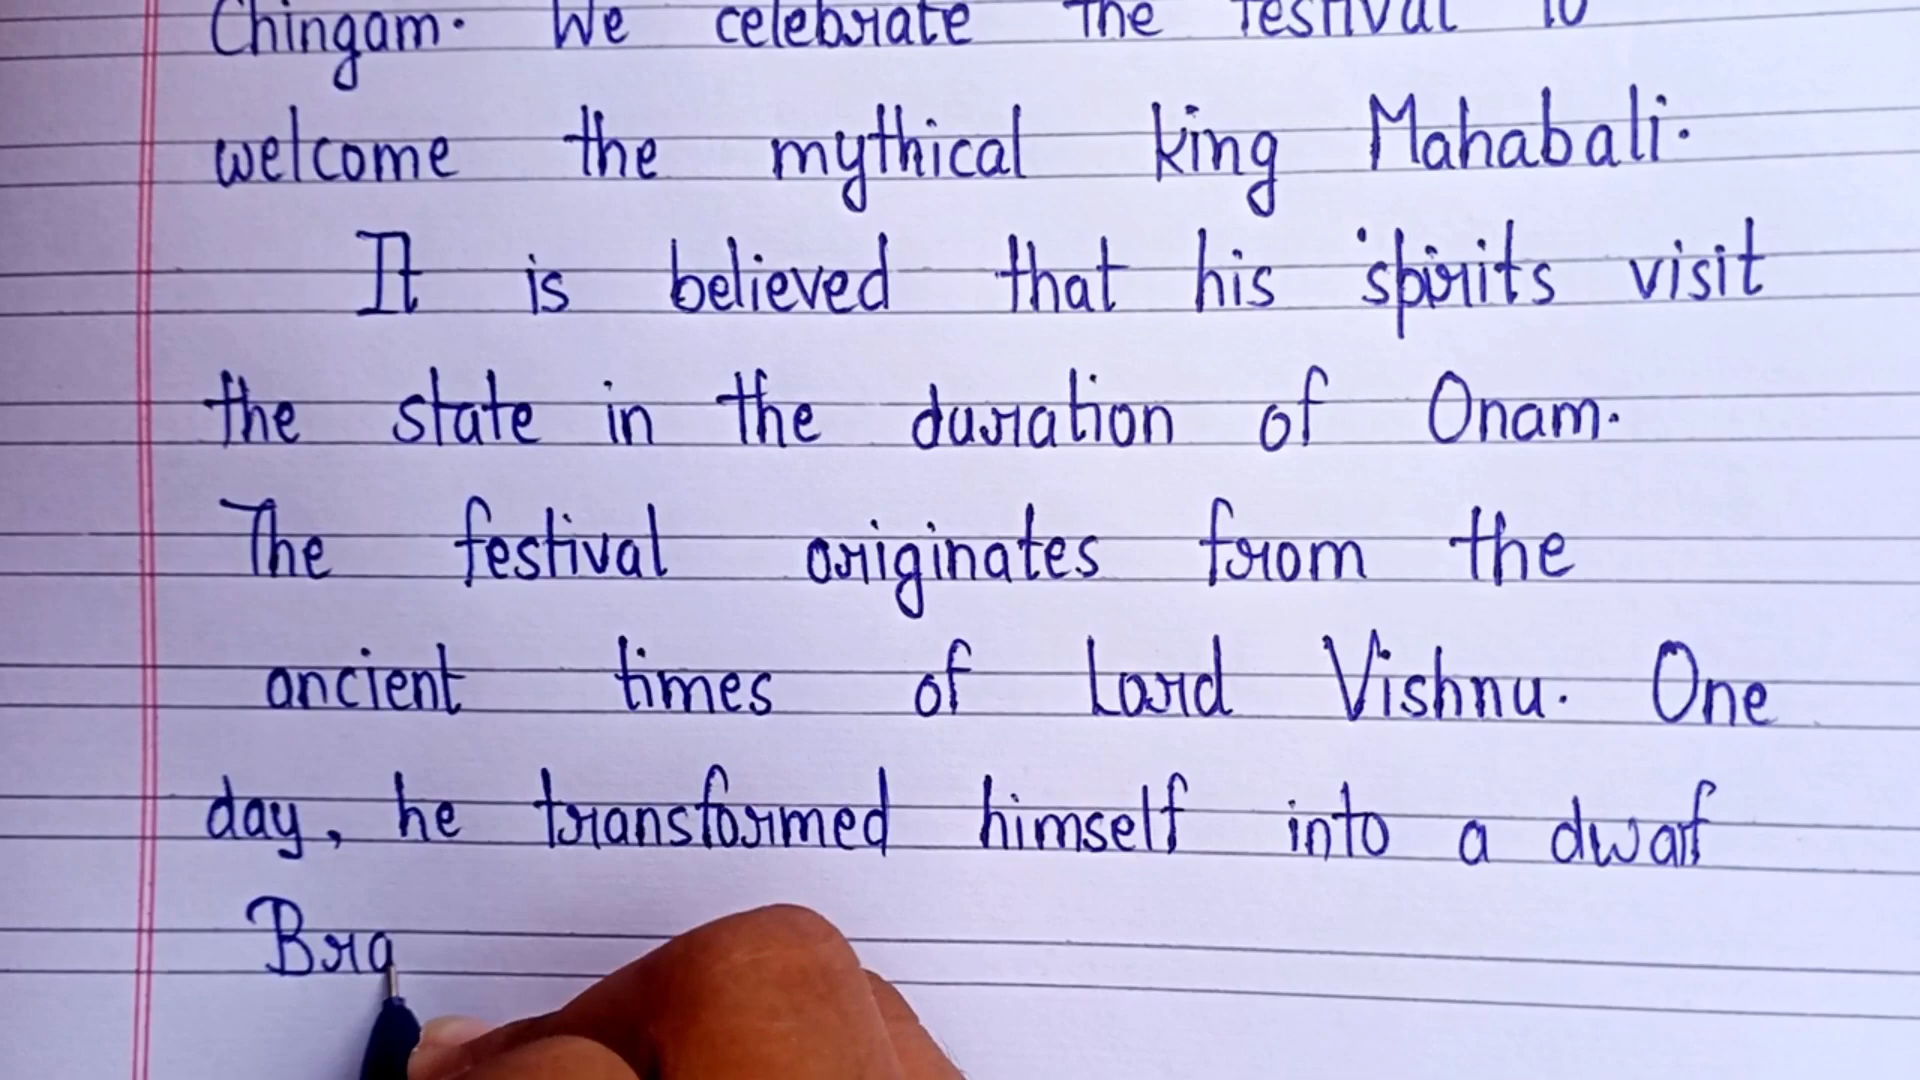 Chingam. We celebrate the festival to
welcome the mythical king Mahabali.
It is believed that his spirits visit
the state in the duration of Onam.
The festival originates from the
ancient times of Lord Vishnu. One
day, he transformed himself into a dwarf
Bra